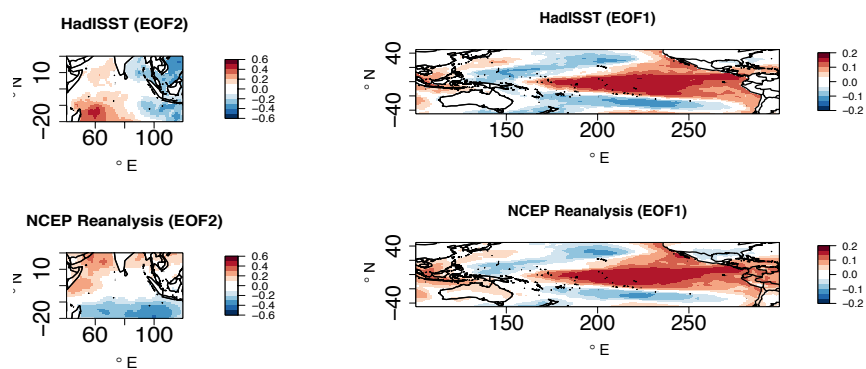 HadISST (EOF2)
° N
−20 10
60 100
° E
0.6
0.4
0.2
0.0
−0.2
−0.4
−0.6
HadISST (EOF1)
° N
−40 40
150 200 250
° E
0.2
0.1
0.0
−0.1
−0.2
NCEP Reanalysis (EOF2)
° N
−20 10
60 100
° E
0.6
0.4
0.2
0.0
−0.2
−0.4
−0.6
NCEP Reanalysis (EOF1)
° N
−40 40
150 200 250
° E
0.2
0.1
0.0
−0.1
−0.2